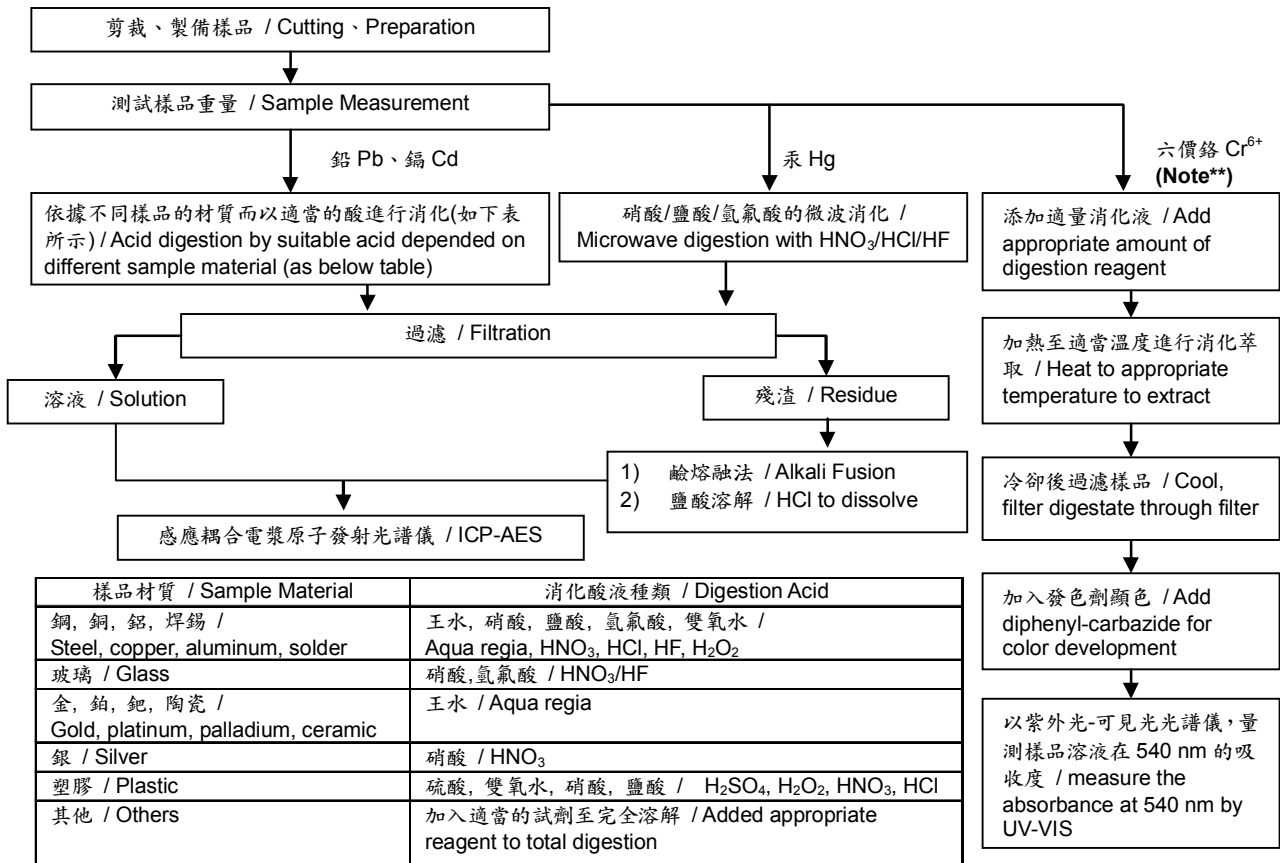 剪裁、製備樣品 / Cutting、Preparation
測試樣品重量 / Sample Measurement
鉛 Pb、鎘 Cd
汞 Hg
六價鉻 Cr6+
(Note**)
依據不同樣品的材質而以適當的酸進行消化(如下表
所示) / Acid digestion by suitable acid depended on
different sample material (as below table)
硝酸/鹽酸/氫氟酸的微波消化 /
Microwave digestion with HNO3/HCl/HF
添加適量消化液 / Add
appropriate amount of
digestion reagent
過濾 / Filtration
加熱至適當溫度進行消化萃
取 / Heat to appropriate
temperature to extract
溶液 / Solution
殘渣 / Residue
1) 鹼熔融法 / Alkali Fusion
2) 鹽酸溶解 / HCl to dissolve
冷卻後過濾樣品 / Cool,
filter digestate through filter
感應耦合電漿原子發射光譜儀 / ICP-AES
加入發色劑顯色 / Add
diphenyl-carbazide for
color development
以紫外光-可見光光譜儀，量
測樣品溶液在 540 nm 的吸
收度 / measure the
absorbance at 540 nm by
UV-VIS
樣品材質 / Sample Material
消化酸液種類 / Digestion Acid
鋼, 銅, 鋁, 焊錫 /
Steel, copper, aluminum, solder
王水, 硝酸, 鹽酸, 氫氟酸, 雙氧水 /
Aqua regia, HNO3, HCl, HF, H2O2
玻璃 / Glass
硝酸,氫氟酸 / HNO3/HF
金, 鉑, 鈀, 陶瓷 /
Gold, platinum, palladium, ceramic
王水 / Aqua regia
銀 / Silver
硝酸 / HNO3
塑膠 / Plastic
硫酸, 雙氧水, 硝酸, 鹽酸 / H2SO4, H2O2, HNO3, HCl
其他 / Others
加入適當的試劑至完全溶解 / Added appropriate
reagent to total digestion